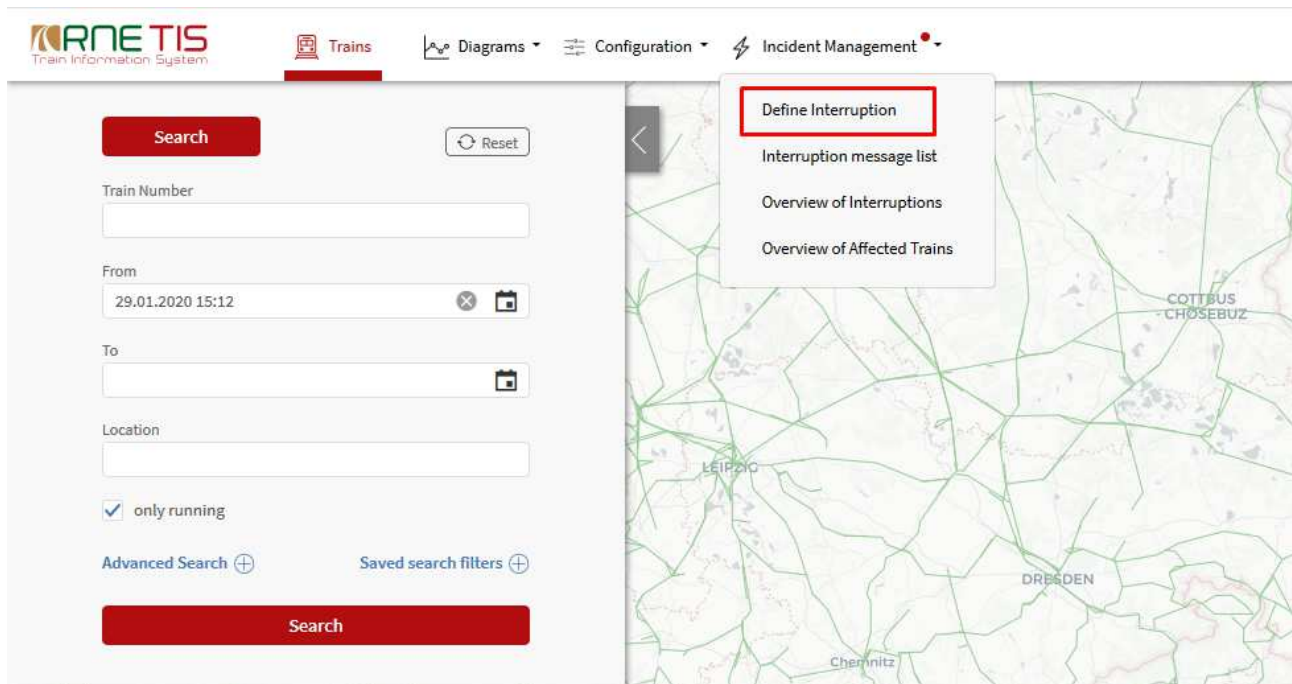 RNE TIS
Train Information System
Trains
Diagrams
Configuration
Incident Management
Define Interruption
Interruption message list
Overview of Interruptions
Overview of Affected Trains
Search
Reset
Train Number
From
29.01.2020 15:12
To
Location
only running
Advanced Search
Saved search filters
Search
COTTBUS
- CHÓSEBUZ
LEIPZIG
DRESDEN
Chemnitz